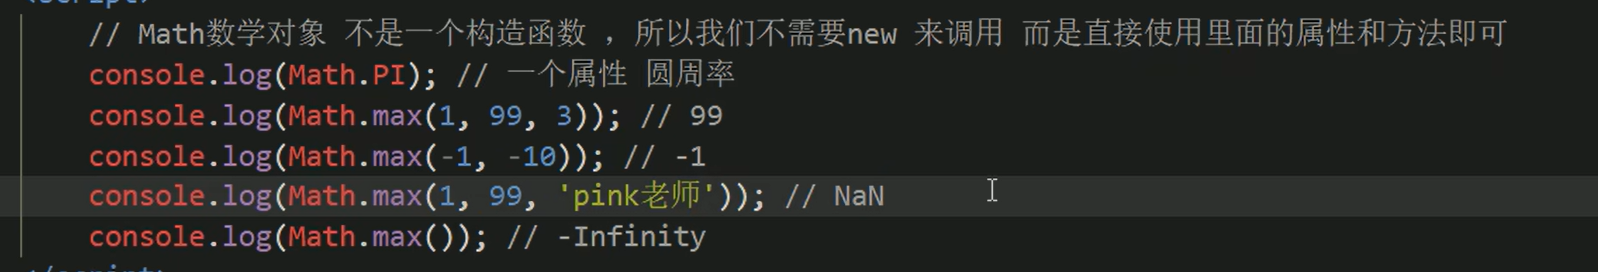 <script>
// Math数学对象 不是一个构造函数 ，所以我们不需要new 来调用 而是直接使用里面的属性和方法即可
console.log(Math.PI); // 一个属性 圆周率
console.log(Math.max(1, 99, 3)); // 99
console.log(Math.max(-1, -10)); // -1
console.log(Math.max(1, 99, 'pink老师')); // NaN
console.log(Math.max()); // -Infinity
</script>